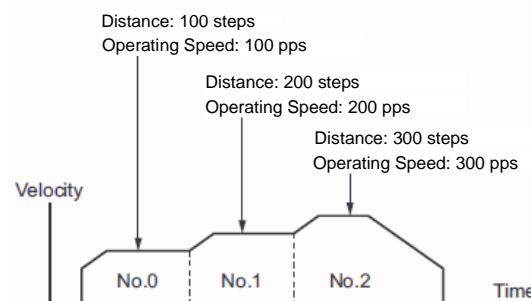 Distance: 100 steps
Operating Speed: 100 pps
Distance: 200 steps
Operating Speed: 200 pps
Distance: 300 steps
Operating Speed: 300 pps
Velocity
No.0
No.1
No.2
Time